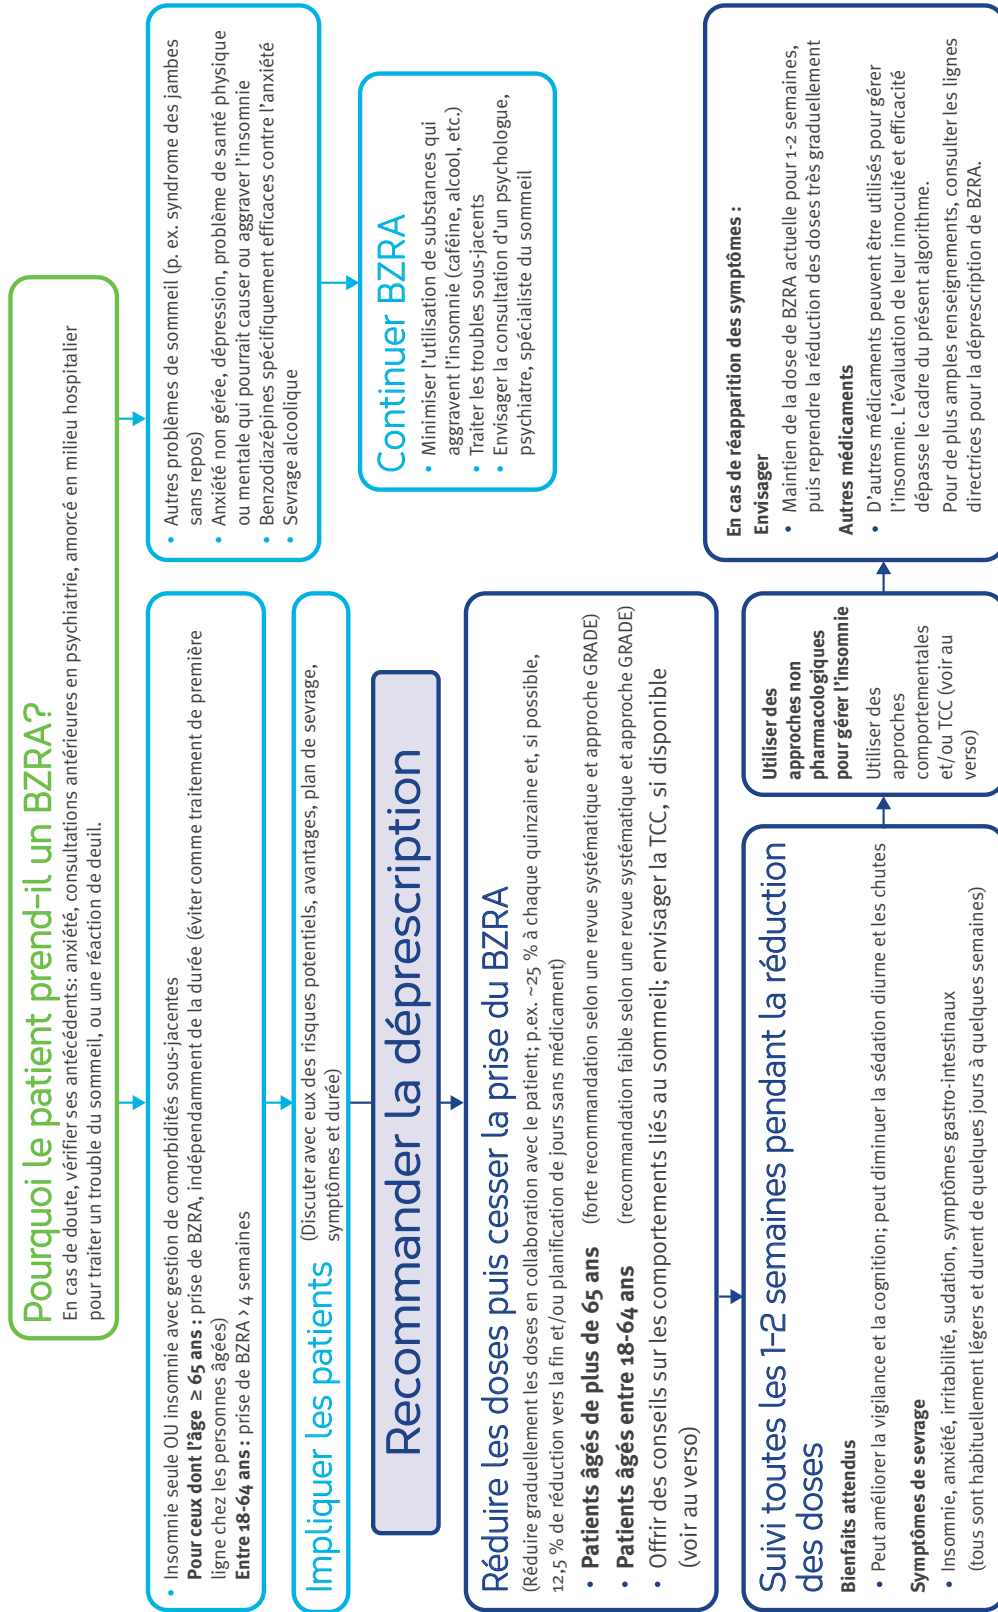 Pourquoi le patient prend-il un BZRA?
En cas de doute, vérifier ses antécédents: anxiété, consultations antérieures en psychiatrie, amorcé en milieu hospitalier
pour traiter un trouble du sommeil, ou une réaction de deuil.
• Insomnie seule OU insomnie avec gestion de comorbidités sous-jacentes
Pour ceux dont l'âge ≥ 65 ans : prise de BZRA, indépendamment de la durée (éviter comme traitement de première
ligne chez les personnes âgées)
Entre 18-64 ans : prise de BZRA > 4 semaines
• Autres problèmes de sommeil (p. ex. syndrome des jambes
sans repos)
• Anxiété non gérée, dépression, problème de santé physique
ou mentale qui pourrait causer ou aggraver l'insomnie
• Benzodiazépines spécifiquement efficaces contre l'anxiété
• Sevrage alcoolique
Impliquer les patients (Discuter avec eux des risques potentiels, avantages, plan de sevrage,
symptômes et durée)
Continuer BZRA
• Minimiser l'utilisation de substances qui
aggravent l'insomnie (caféine, alcool, etc.)
• Traiter les troubles sous-jacents
• Envisager la consultation d'un psychologue,
psychiatre, spécialiste du sommeil
Recommander la déprescription
Réduire les doses puis cesser la prise du BZRA
(Réduire graduellement les doses en collaboration avec le patient; p.ex. ~25 % à chaque quinzaine et, si possible,
12,5 % de réduction vers la fin et/ou planification de jours sans médicament)
• Patients âgés de plus de 65 ans (forte recommandation selon une revue systématique et approche GRADE)
• Patients âgés entre 18-64 ans (recommandation faible selon une revue systématique et approche GRADE)
• Offrir des conseils sur les comportements liés au sommeil; envisager la TCC, si disponible
(voir au verso)
Suivi toutes les 1-2 semaines pendant la réduction
des doses
Bienfaits attendus
• Peut améliorer la vigilance et la cognition; peut diminuer la sédation diurne et les chutes
Symptômes de sevrage
• Insomnie, anxiété, irritabilité, sudation, symptômes gastro-intestinaux
(tous sont habituellement légers et durent de quelques jours à quelques semaines)
Utiliser des
approches non
pharmacologiques
pour gérer l'insomnie
Utiliser des
approches
comportementales
et/ou TCC (voir au
verso)
En cas de réapparition des symptômes :
Envisager
• Maintien de la dose de BZRA actuelle pour 1-2 semaines,
puis reprendre la réduction des doses très graduellement
Autres médicaments
• D'autres médicaments peuvent être utilisés pour gérer
l'insomnie. L'évaluation de leur innocuité et efficacité
dépasse le cadre du présent algorithme.
Pour de plus amples renseignements, consulter les lignes
directrices pour la déprescription de BZRA.